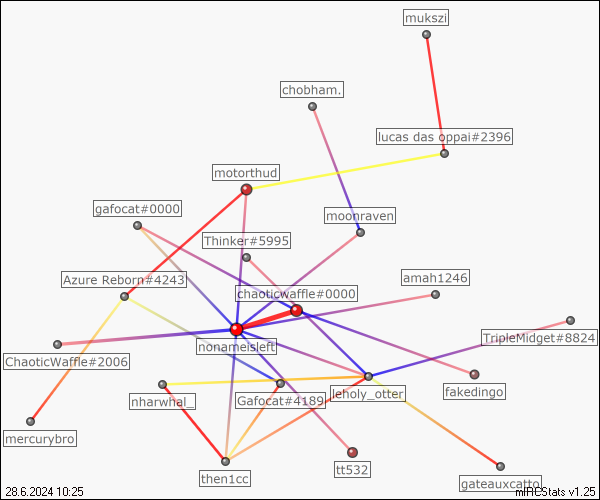 mukszi
chobham.
lucas das oppai#2396
motorthud
gafocat#0000
moonraven
Thinker#5995
Azure Reborn#4243
amah1246
chaoticwaffle#0000
TripleMidget#8824
nonameisleft
ChaoticWaffle#2006
fakedingo
leholy_otter
nharwhal_
Gafocat#4189
mercurybro
tt532
then1cc
gateauxcatto
28.6.2024 10:25
mIRCStats v1.25